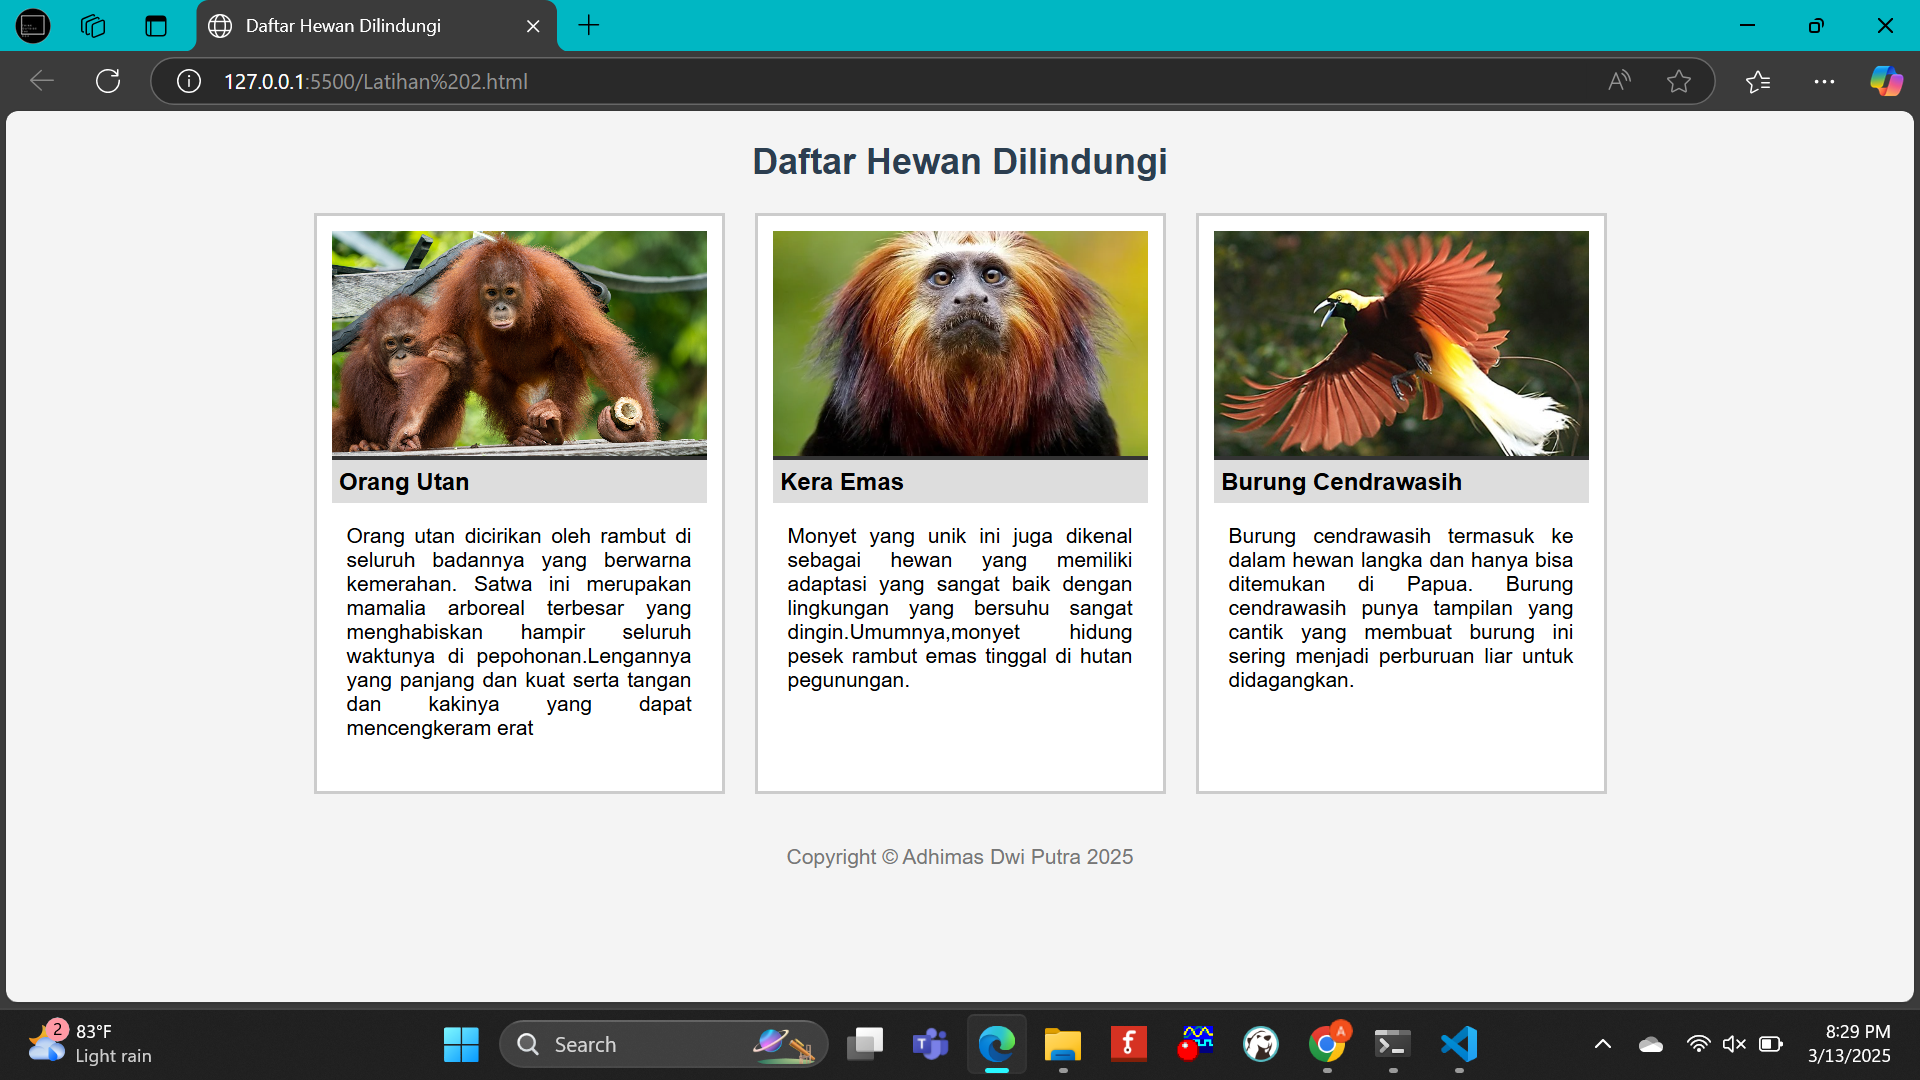 Daftar Hewan Dilindungi
127.0.0.1:5500/Latihan%202.html
Daftar Hewan Dilindungi
Orang Utan
Orang utan dicirikan oleh rambut di
seluruh badannya yang berwarna
kemerahan. Satwa ini merupakan
mamalia arboreal terbesar yang
menghabiskan hampir seluruh
waktunya di pepohonan.Lengannya
yang panjang dan kuat serta tangan
dan kakinya yang dapat
mencengkeram erat
Kera Emas
Monyet yang unik ini juga dikenal
sebagai hewan yang memiliki
adaptasi yang sangat baik dengan
lingkungan yang bersuhu sangat
dingin.Umumnya,monyet hidung
pesek rambut emas tinggal di hutan
pegunungan.
Burung Cendrawasih
Burung cendrawasih termasuk ke
dalam hewan langka dan hanya bisa
ditemukan di Papua. Burung
cendrawasih punya tampilan yang
cantik yang membuat burung ini
sering menjadi perburuan liar untuk
didagangkan.
Copyright © Adhimas Dwi Putra 2025
2
83°F
Light rain
Search
A
8:29 PM
3/13/2025